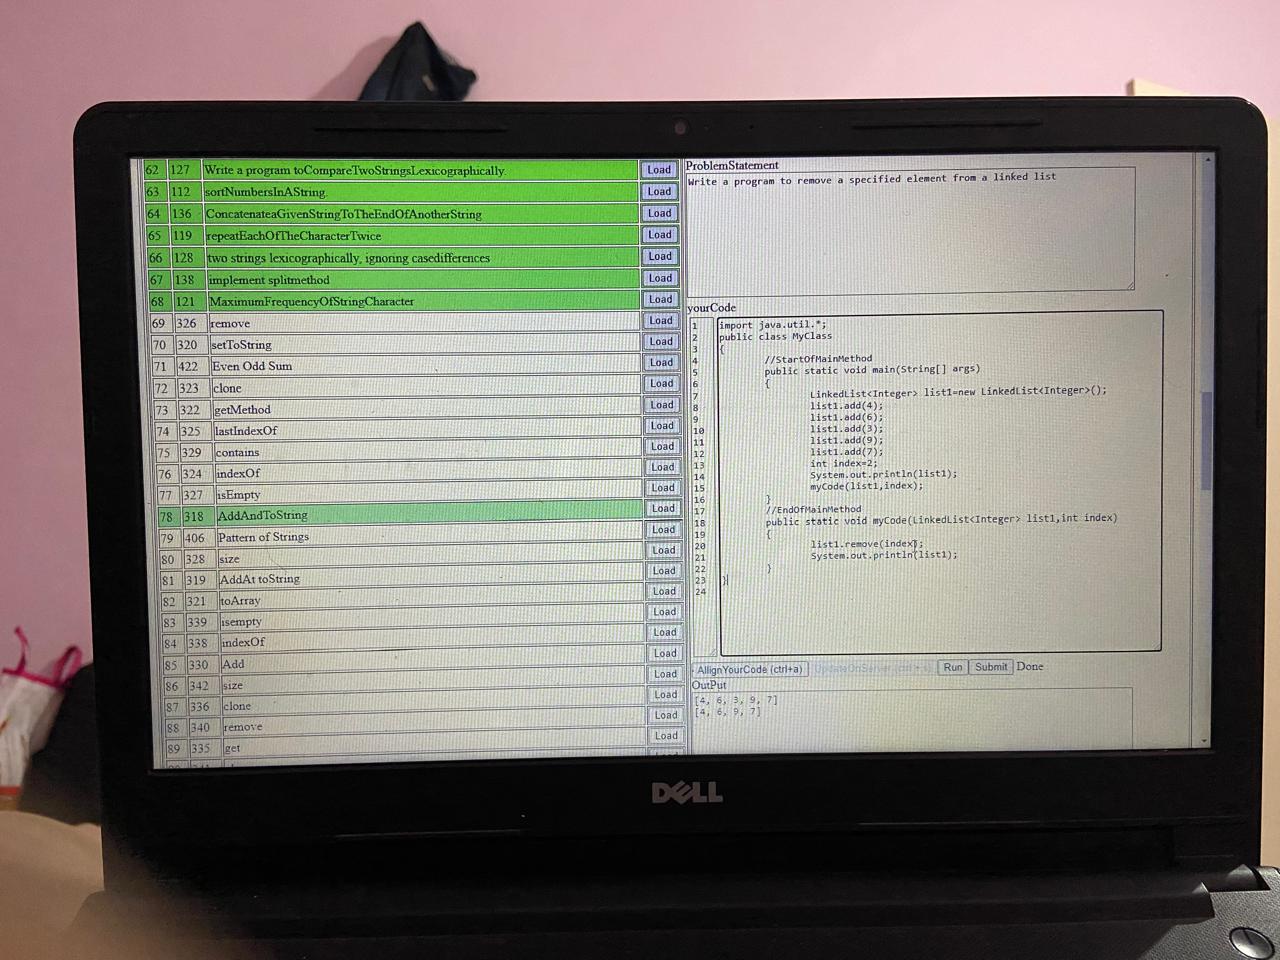 62 127 Write a program toCompareTwoStringsLexicographically. Load
63 112 sortNumbersInAString. Load
64 136 ConcatenateaGivenStringToTheEndOfAnotherString Load
65 119 repeatEachOfTheCharacterTwice Load
66 128 two strings lexicographically, ignoring casedifferences Load
67 138 implement splitmethod Load
68 121 MaximumFrequencyOfStringCharacter Load
69 326 remove Load
70 320 setToString Load
71 422 Even Odd Sum Load
72 323 clone Load
73 322 getMethod Load
74 325 lastIndexOf Load
75 329 contains Load
76 324 indexOf Load
77 327 isEmpty Load
78 318 AddAndToString Load
79 406 Pattern of Strings Load
80 328 size Load
81 319 AddAt toString Load
82 321 toArray Load
83 339 isempty Load
84 338 indexOf Load
85 330 Add Load
86 342 size Load
87 336 clone Load
88 340 remove Load
89 335 get Load
ProblemStatement
Write a program to remove a specified element from a linked list
yourCode
1 import java.util.*;
2 public class MyClass
3 {
4 //StartOfMainMethod
5 public static void main(String[] args)
6 {
7 LinkedList<Integer> list1=new LinkedList<Integer>();
8 list1.add(4);
9 list1.add(6);
10 list1.add(3);
11 list1.add(9);
12 list1.add(7);
13 int index=2;
14 System.out.println(list1);
15 myCode(list1,index);
16 }
17 //EndOfMainMethod
18 public static void myCode(LinkedList<Integer> list1,int index)
19 {
20 list1.remove(index);
21 System.out.println(list1);
22 }
23 }
24
AllignYourCode (ctrl+a) UpdateOnServer Run Submit Done
OutPut
[4, 6, 3, 9, 7]
[4, 6, 9, 7]
DELL